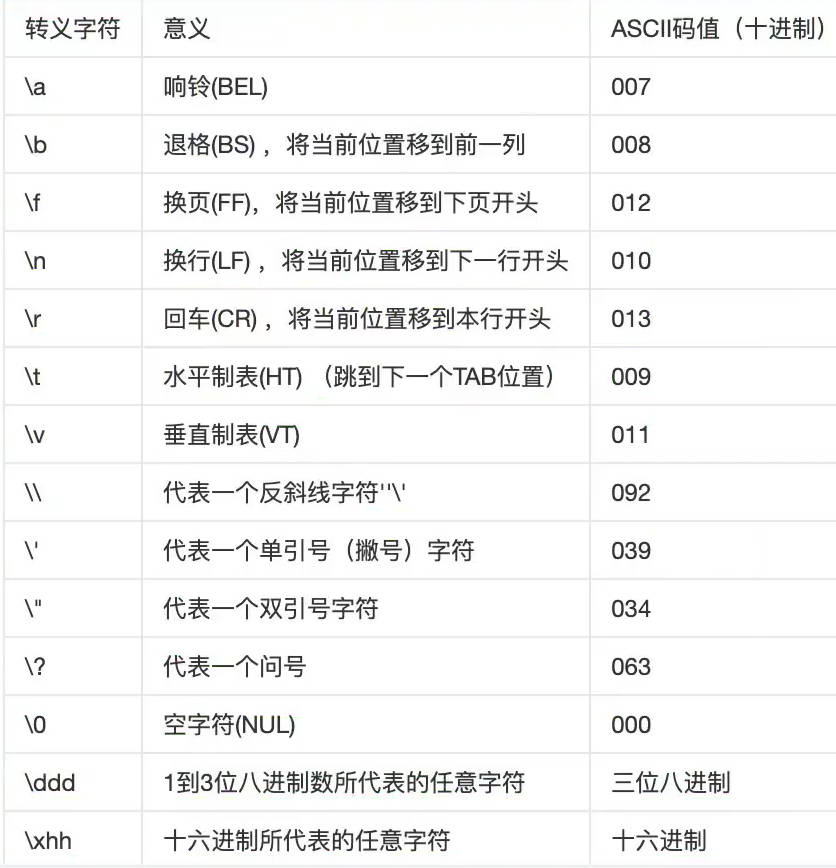 转义字符 意义 ASCII码值（十进制）
\a 响铃(BEL) 007
\b 退格(BS) ，将当前位置移到前一列 008
\f 换页(FF)，将当前位置移到下页开头 012
\n 换行(LF) ，将当前位置移到下一行开头 010
\r 回车(CR) ，将当前位置移到本行开头 013
\t 水平制表(HT) （跳到下一个TAB位置） 009
\v 垂直制表(VT) 011
\\ 代表一个反斜线字符''\' 092
\' 代表一个单引号（撇号）字符 039
\" 代表一个双引号字符 034
\? 代表一个问号 063
\0 空字符(NUL) 000
\ddd 1到3位八进制数所代表的任意字符 三位八进制
\xhh 十六进制所代表的任意字符 十六进制